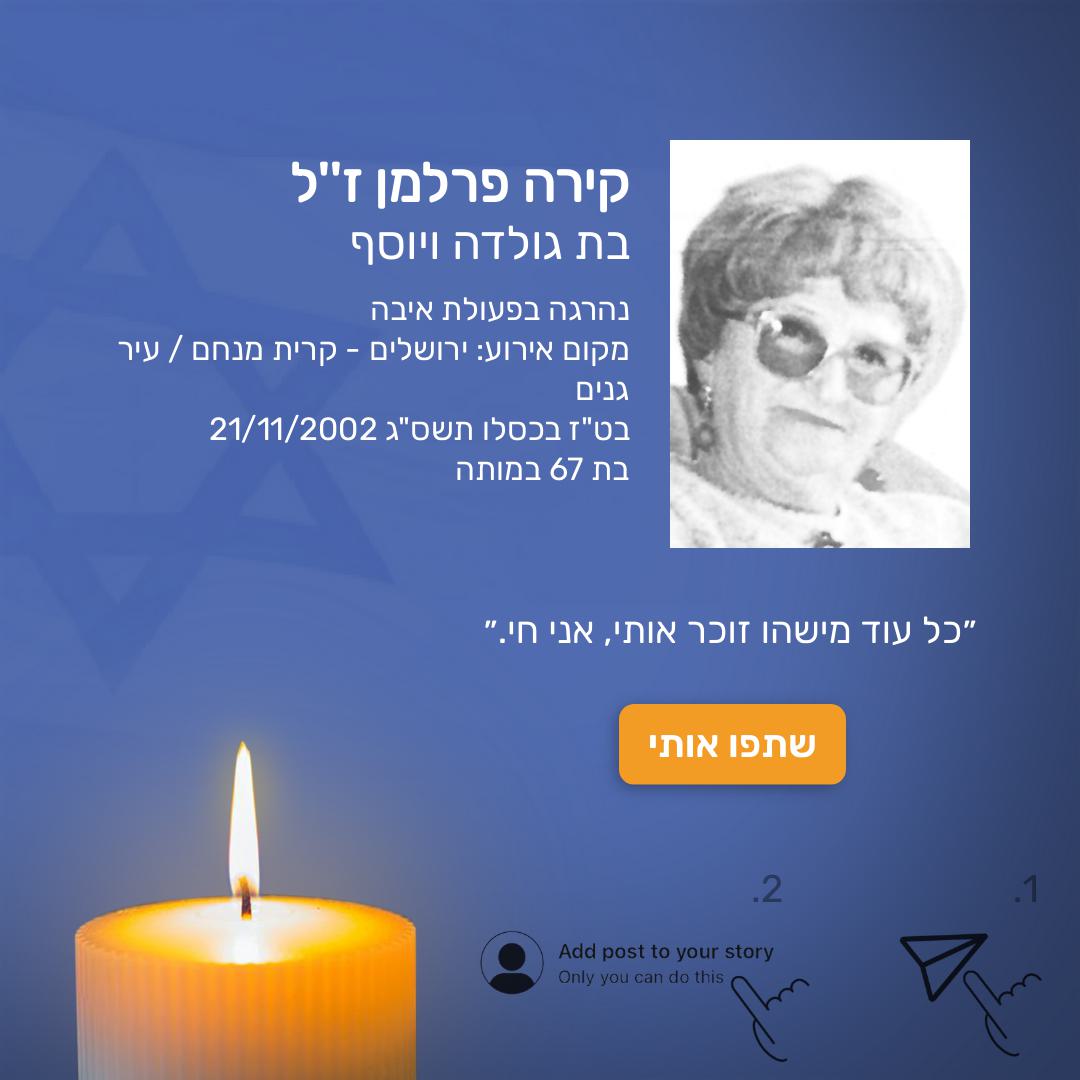 קירה פרלמן ז"ל
בת גולדה ויוסף
נהרגה בפעולת איבה
מקום אירוע: ירושלים - קרית מנחם / עיר
גנים
בט"ז בכסלו תשס"ג 21/11/2002
בת 67 במותה
״כל עוד מישהו זוכר אותי, אני חי.״
שתפו אותי
1.
2.
Add post to your story
Only you can do this